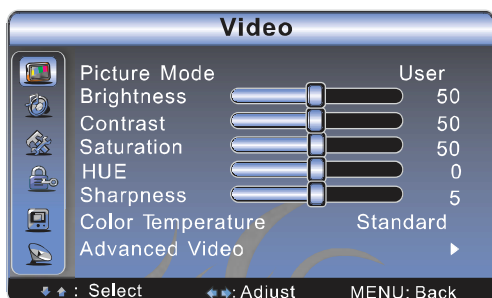 Video
Picture Mode User
Brightness 50
Contrast 50
Saturation 50
HUE 0
Sharpness 5
Color Temperature Standard
Advanced Video
: Select : Adjust MENU: Back